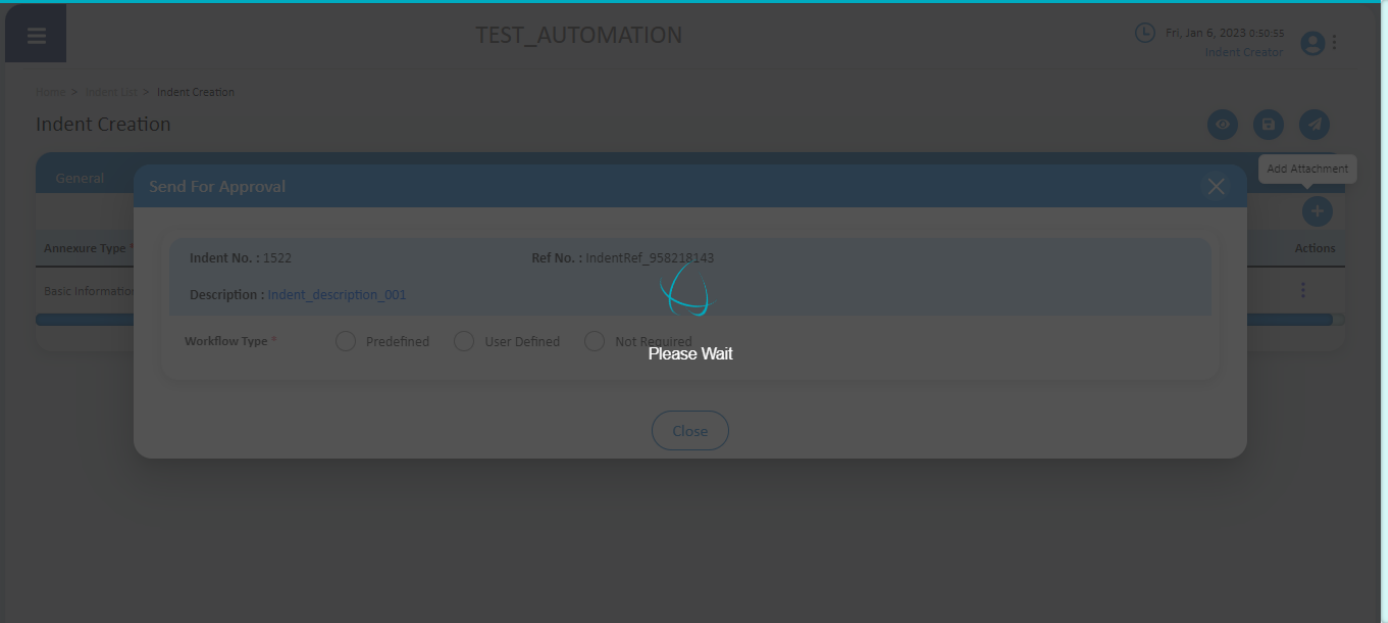 TEST_AUTOMATION
Fri, Jan 6, 2023 0:50:55
Indent Creator
Home > Indent List > Indent Creation
Indent Creation
Add Attachment
General
Send For Approval
Annexure Type *
Actions
Indent No. : 1522
Ref No. : IndentRef_958218143
Basic Information
Description : Indent_description_001
Workflow Type *
Predefined
User Defined
Not Required
Please Wait
Close